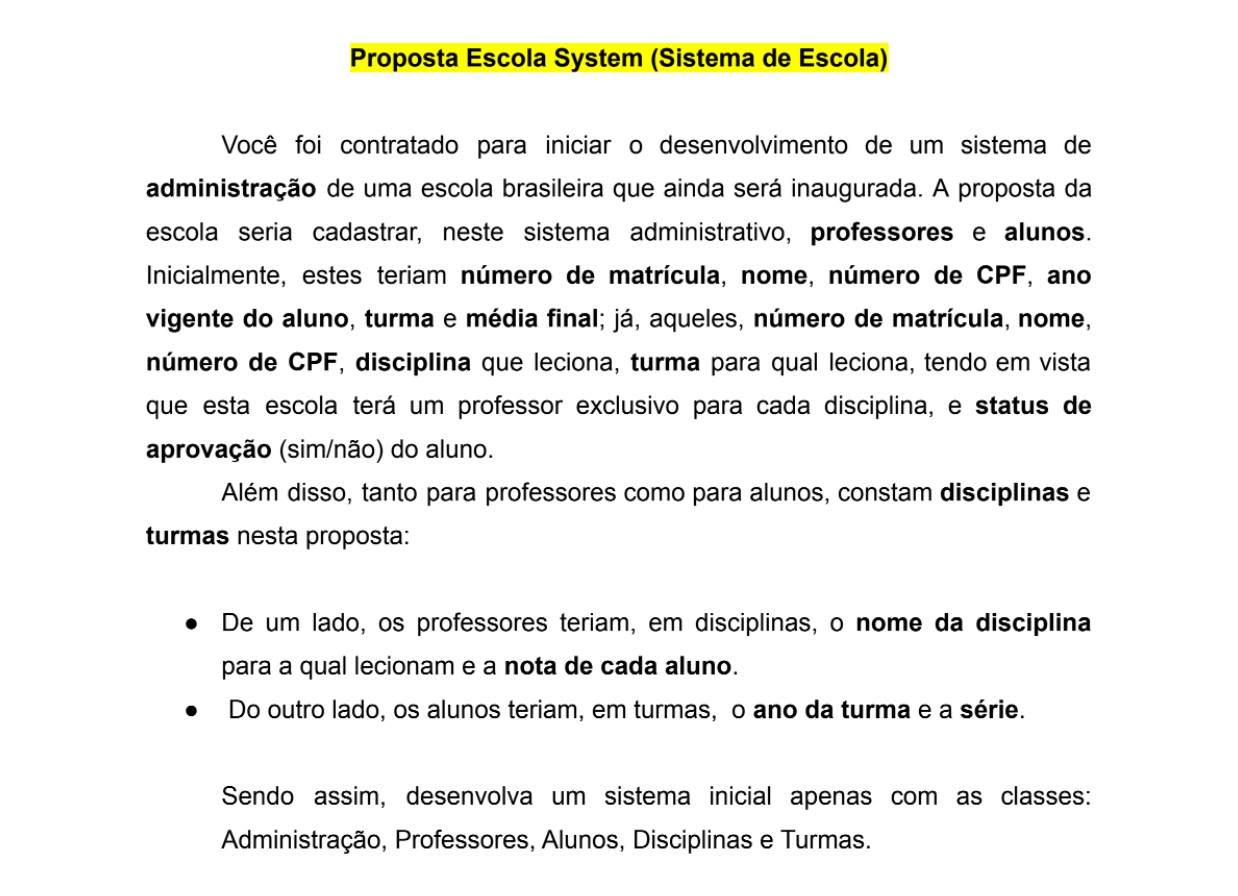 Proposta Escola System (Sistema de Escola)
Você foi contratado para iniciar o desenvolvimento de um sistema de
administração de uma escola brasileira que ainda será inaugurada. A proposta da
escola seria cadastrar, neste sistema administrativo, professores e alunos.
Inicialmente, estes teriam número de matrícula, nome, número de CPF, ano
vigente do aluno, turma e média final; já, aqueles, número de matrícula, nome,
número de CPF, disciplina que leciona, turma para qual leciona, tendo em vista
que esta escola terá um professor exclusivo para cada disciplina, e status de
aprovação (sim/não) do aluno.
Além disso, tanto para professores como para alunos, constam disciplinas e
turmas nesta proposta:
● De um lado, os professores teriam, em disciplinas, o nome da disciplina
para a qual lecionam e a nota de cada aluno.
● Do outro lado, os alunos teriam, em turmas, o ano da turma e a série.
Sendo assim, desenvolva um sistema inicial apenas com as classes:
Administração, Professores, Alunos, Disciplinas e Turmas.